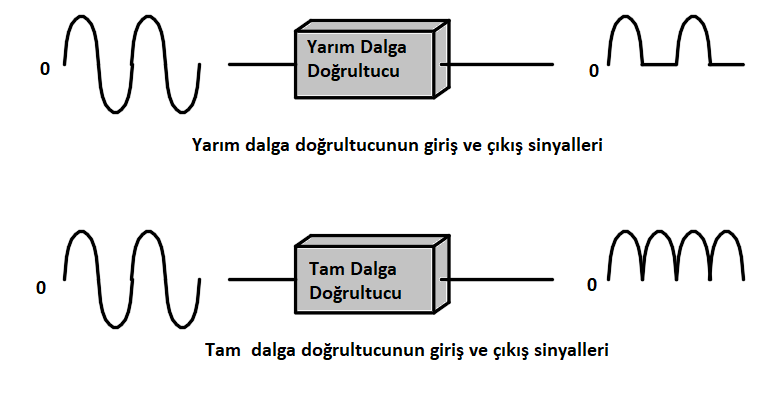 0
Yarım Dalga
Doğrultucu
0
Yarım dalga doğrultucunun giriş ve çıkış sinyalleri
0
Tam Dalga
Doğrultucu
0
Tam dalga doğrultucunun giriş ve çıkış sinyalleri